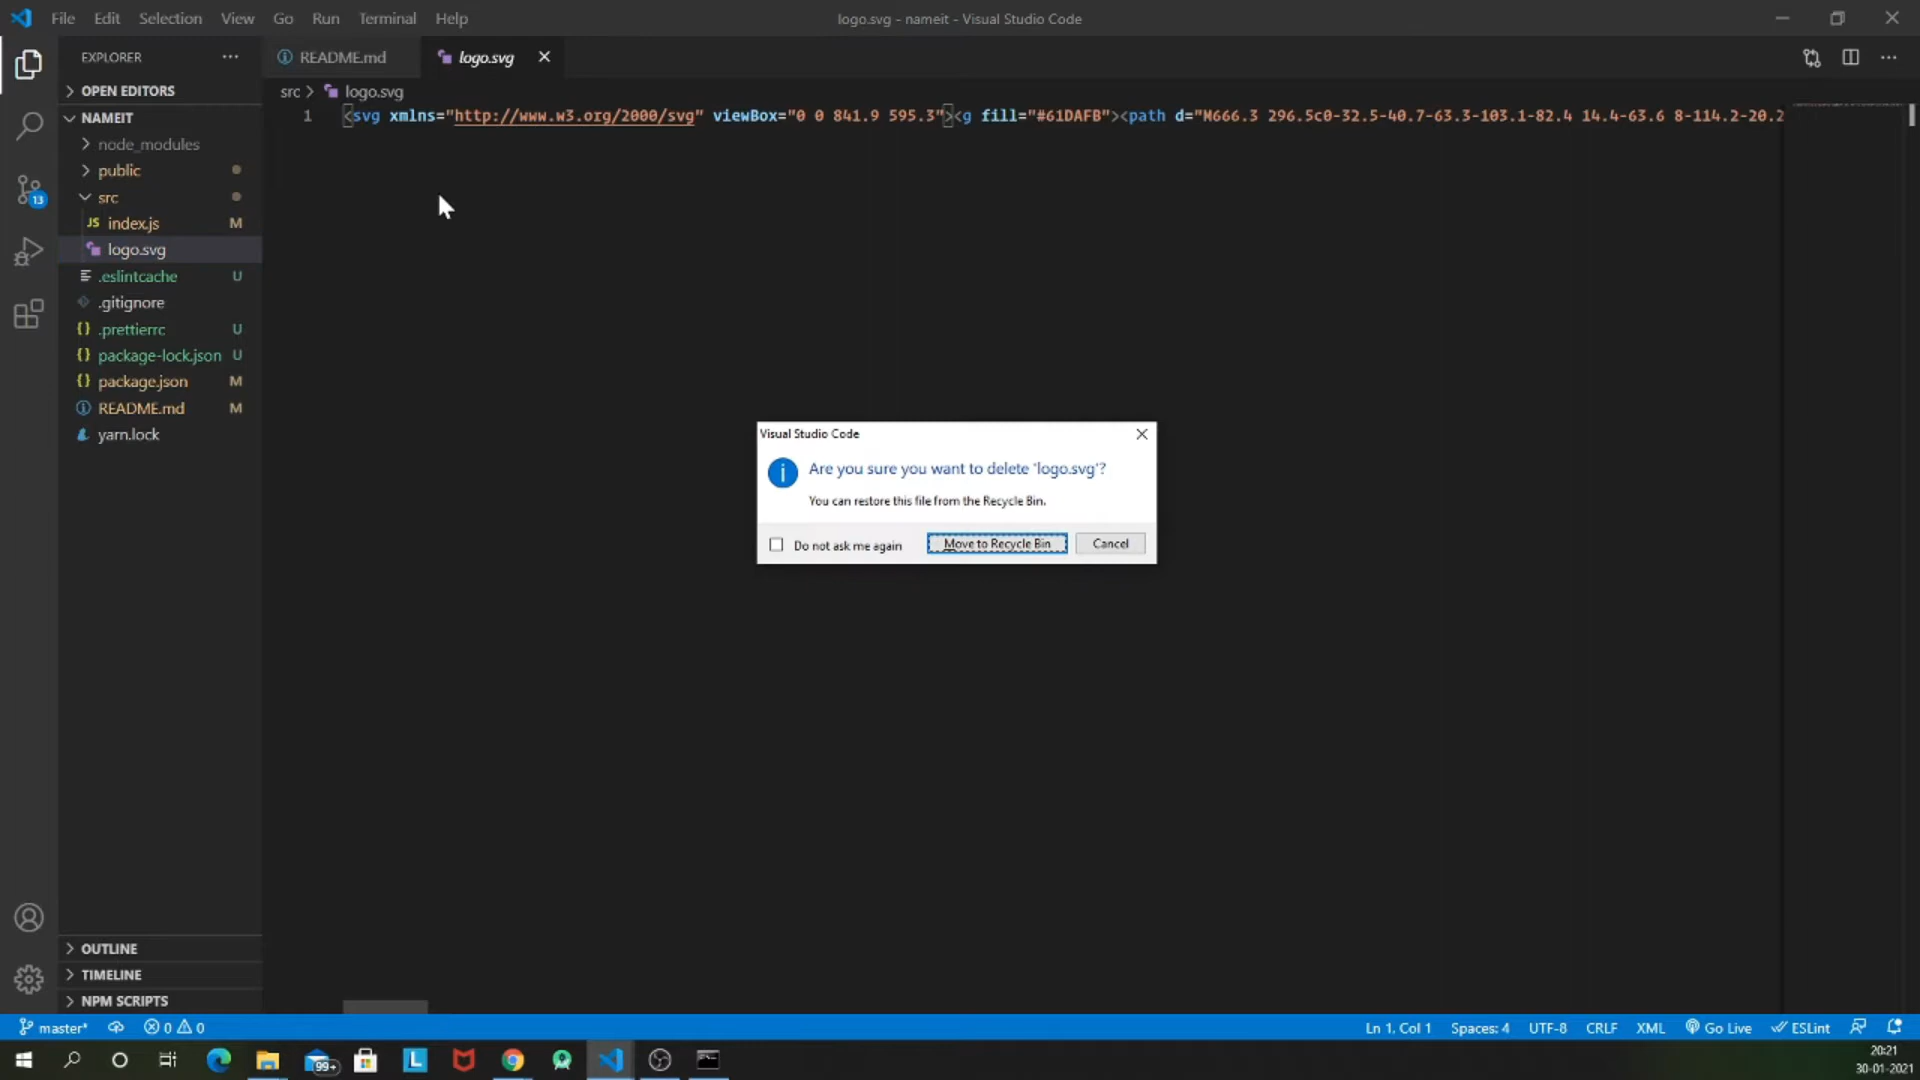 File Edit Selection View Go Run Terminal Help
logo.svg - nameit - Visual Studio Code
EXPLORER
README.md
logo.svg
OPEN EDITORS
src > logo.svg
1 <svg xmlns="http://www.w3.org/2000/svg" viewBox="0 0 841.9 595.3"><g fill="#61DAFB"><path d="M666.3 296.5c0-32.5-40.7-63.3-103.1-82.4 14.4-63.6 8-114.2-20.2
NAMEIT
node_modules
public
src
JS index.js M
logo.svg
.eslintcache U
.gitignore
{} .prettierrc U
{} package-lock.json U
{} package.json M
README.md M
yarn.lock
13
Visual Studio Code
Are you sure you want to delete 'logo.svg'?
You can restore this file from the Recycle Bin.
Do not ask me again
Move to Recycle Bin
Cancel
OUTLINE
TIMELINE
NPM SCRIPTS
master*
0 0
Ln 1, Col 1
Spaces: 4
UTF-8
CRLF
XML
Go Live
ESLint
99+
L
20:21
30-01-2021